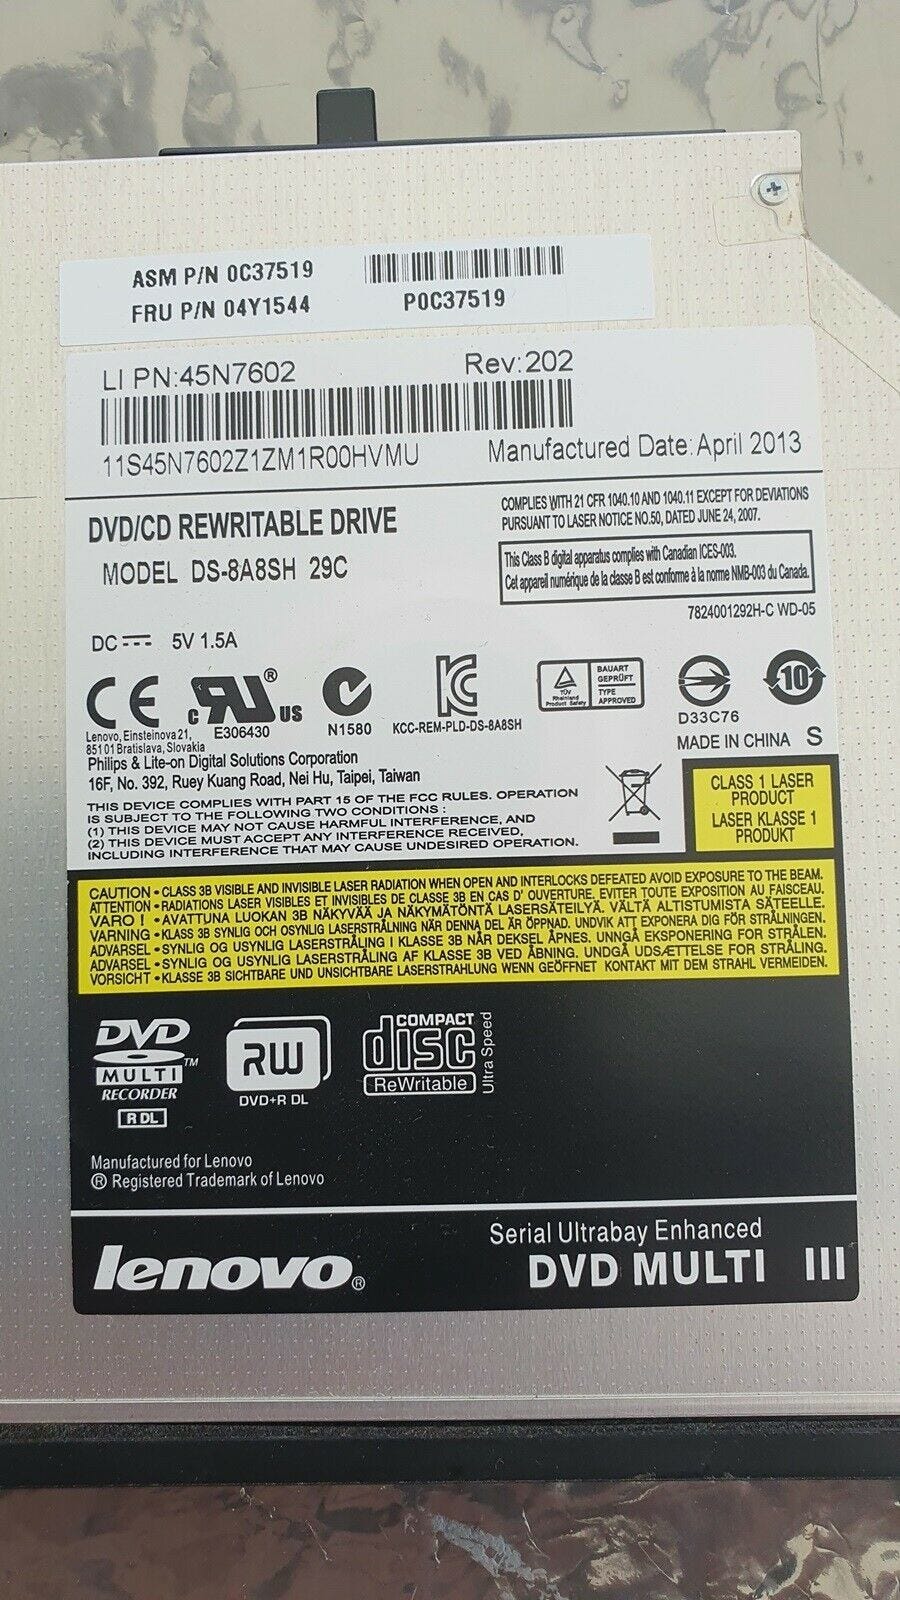 ASM P/N 0C37519
FRU P/N 04Y1544
P0C37519
LI PN:45N7602
Rev:202
11S45N7602Z1ZM1R00HVMU
Manufactured Date:April 2013
DVD/CD REWRITABLE DRIVE
MODEL DS-8A8SH 29C
COMPLIES WITH 21 CFR 1040.10 AND 1040.11 EXCEPT FOR DEVIATIONS
PURSUANT TO LASER NOTICE NO.50, DATED JUNE 24, 2007.
This Class B digital apparatus complies with Canadian ICES-003.
Cet appareil numérique de la classe B est conforme à la norme NMB-003 du Canada.
7824001292H-C WD-05
DC 5V 1.5A
CE
c RU ® US
E306430
N1580
KC
KCC-REM-PLD-DS-8A8SH
TÜV
Rheinland
Product Safety
BAUART
GEPRÜFT
TYPE
APPROVED
D33C76
10
MADE IN CHINA S
Lenovo, Einsteinova 21,
851 01 Bratislava, Slovakia
Philips & Lite-on Digital Solutions Corporation
16F, No. 392, Ruey Kuang Road, Nei Hu, Taipei, Taiwan
THIS DEVICE COMPLIES WITH PART 15 OF THE FCC RULES. OPERATION
IS SUBJECT TO THE FOLLOWING TWO CONDITIONS :
(1) THIS DEVICE MAY NOT CAUSE HARMFUL INTERFERENCE, AND
(2) THIS DEVICE MUST ACCEPT ANY INTERFERENCE RECEIVED,
INCLUDING INTERFERENCE THAT MAY CAUSE UNDESIRED OPERATION.
CLASS 1 LASER
PRODUCT
LASER KLASSE 1
PRODUKT
CAUTION • CLASS 3B VISIBLE AND INVISIBLE LASER RADIATION WHEN OPEN AND INTERLOCKS DEFEATED AVOID EXPOSURE TO THE BEAM.
ATTENTION • RADIATIONS LASER VISIBLES ET INVISIBLES DE CLASSE 3B EN CAS D' OUVERTURE, EVITER TOUTE EXPOSITION AU FAISCEAU.
VARO ! • AVATTUNA LUOKAN 3B NÄKYVÄÄ JA NÄKYMÄTÖNTÄ LASERSÄTEILYÄ. VÄLTÄ ALTISTUMISTA SÄTEELLE.
VARNING • KLASS 3B SYNLIG OCH OSYNLIG LASERSTRÅLNING NÄR DENNA DEL ÄR ÖPPNAD. UNDVIK ATT EXPONERA DIG FÖR STRÅLNINGEN.
ADVARSEL • SYNLIG OG USYNLIG LASERSTRÅLING I KLASSE 3B NÅR DEKSEL ÅPNES. UNNGÅ EKSPONERING FOR STRÅLEN.
ADVARSEL • SYNLIG OG USYNLIG LASERSTRÅLING AF KLASSE 3B VED ÅBNING. UNDGÅ UDSÆTTELSE FOR STRÅLING.
VORSICHT • KLASSE 3B SICHTBARE UND UNSICHTBARE LASERSTRAHLUNG WENN GEÖFFNET KONTAKT MIT DEM STRAHL VERMEIDEN.
DVD
MULTI ™
RECORDER
R DL
RW
DVD+R DL
COMPACT
disc
ReWritable
Ultra Speed
Manufactured for Lenovo
® Registered Trademark of Lenovo
lenovo®
Serial Ultrabay Enhanced
DVD MULTI III